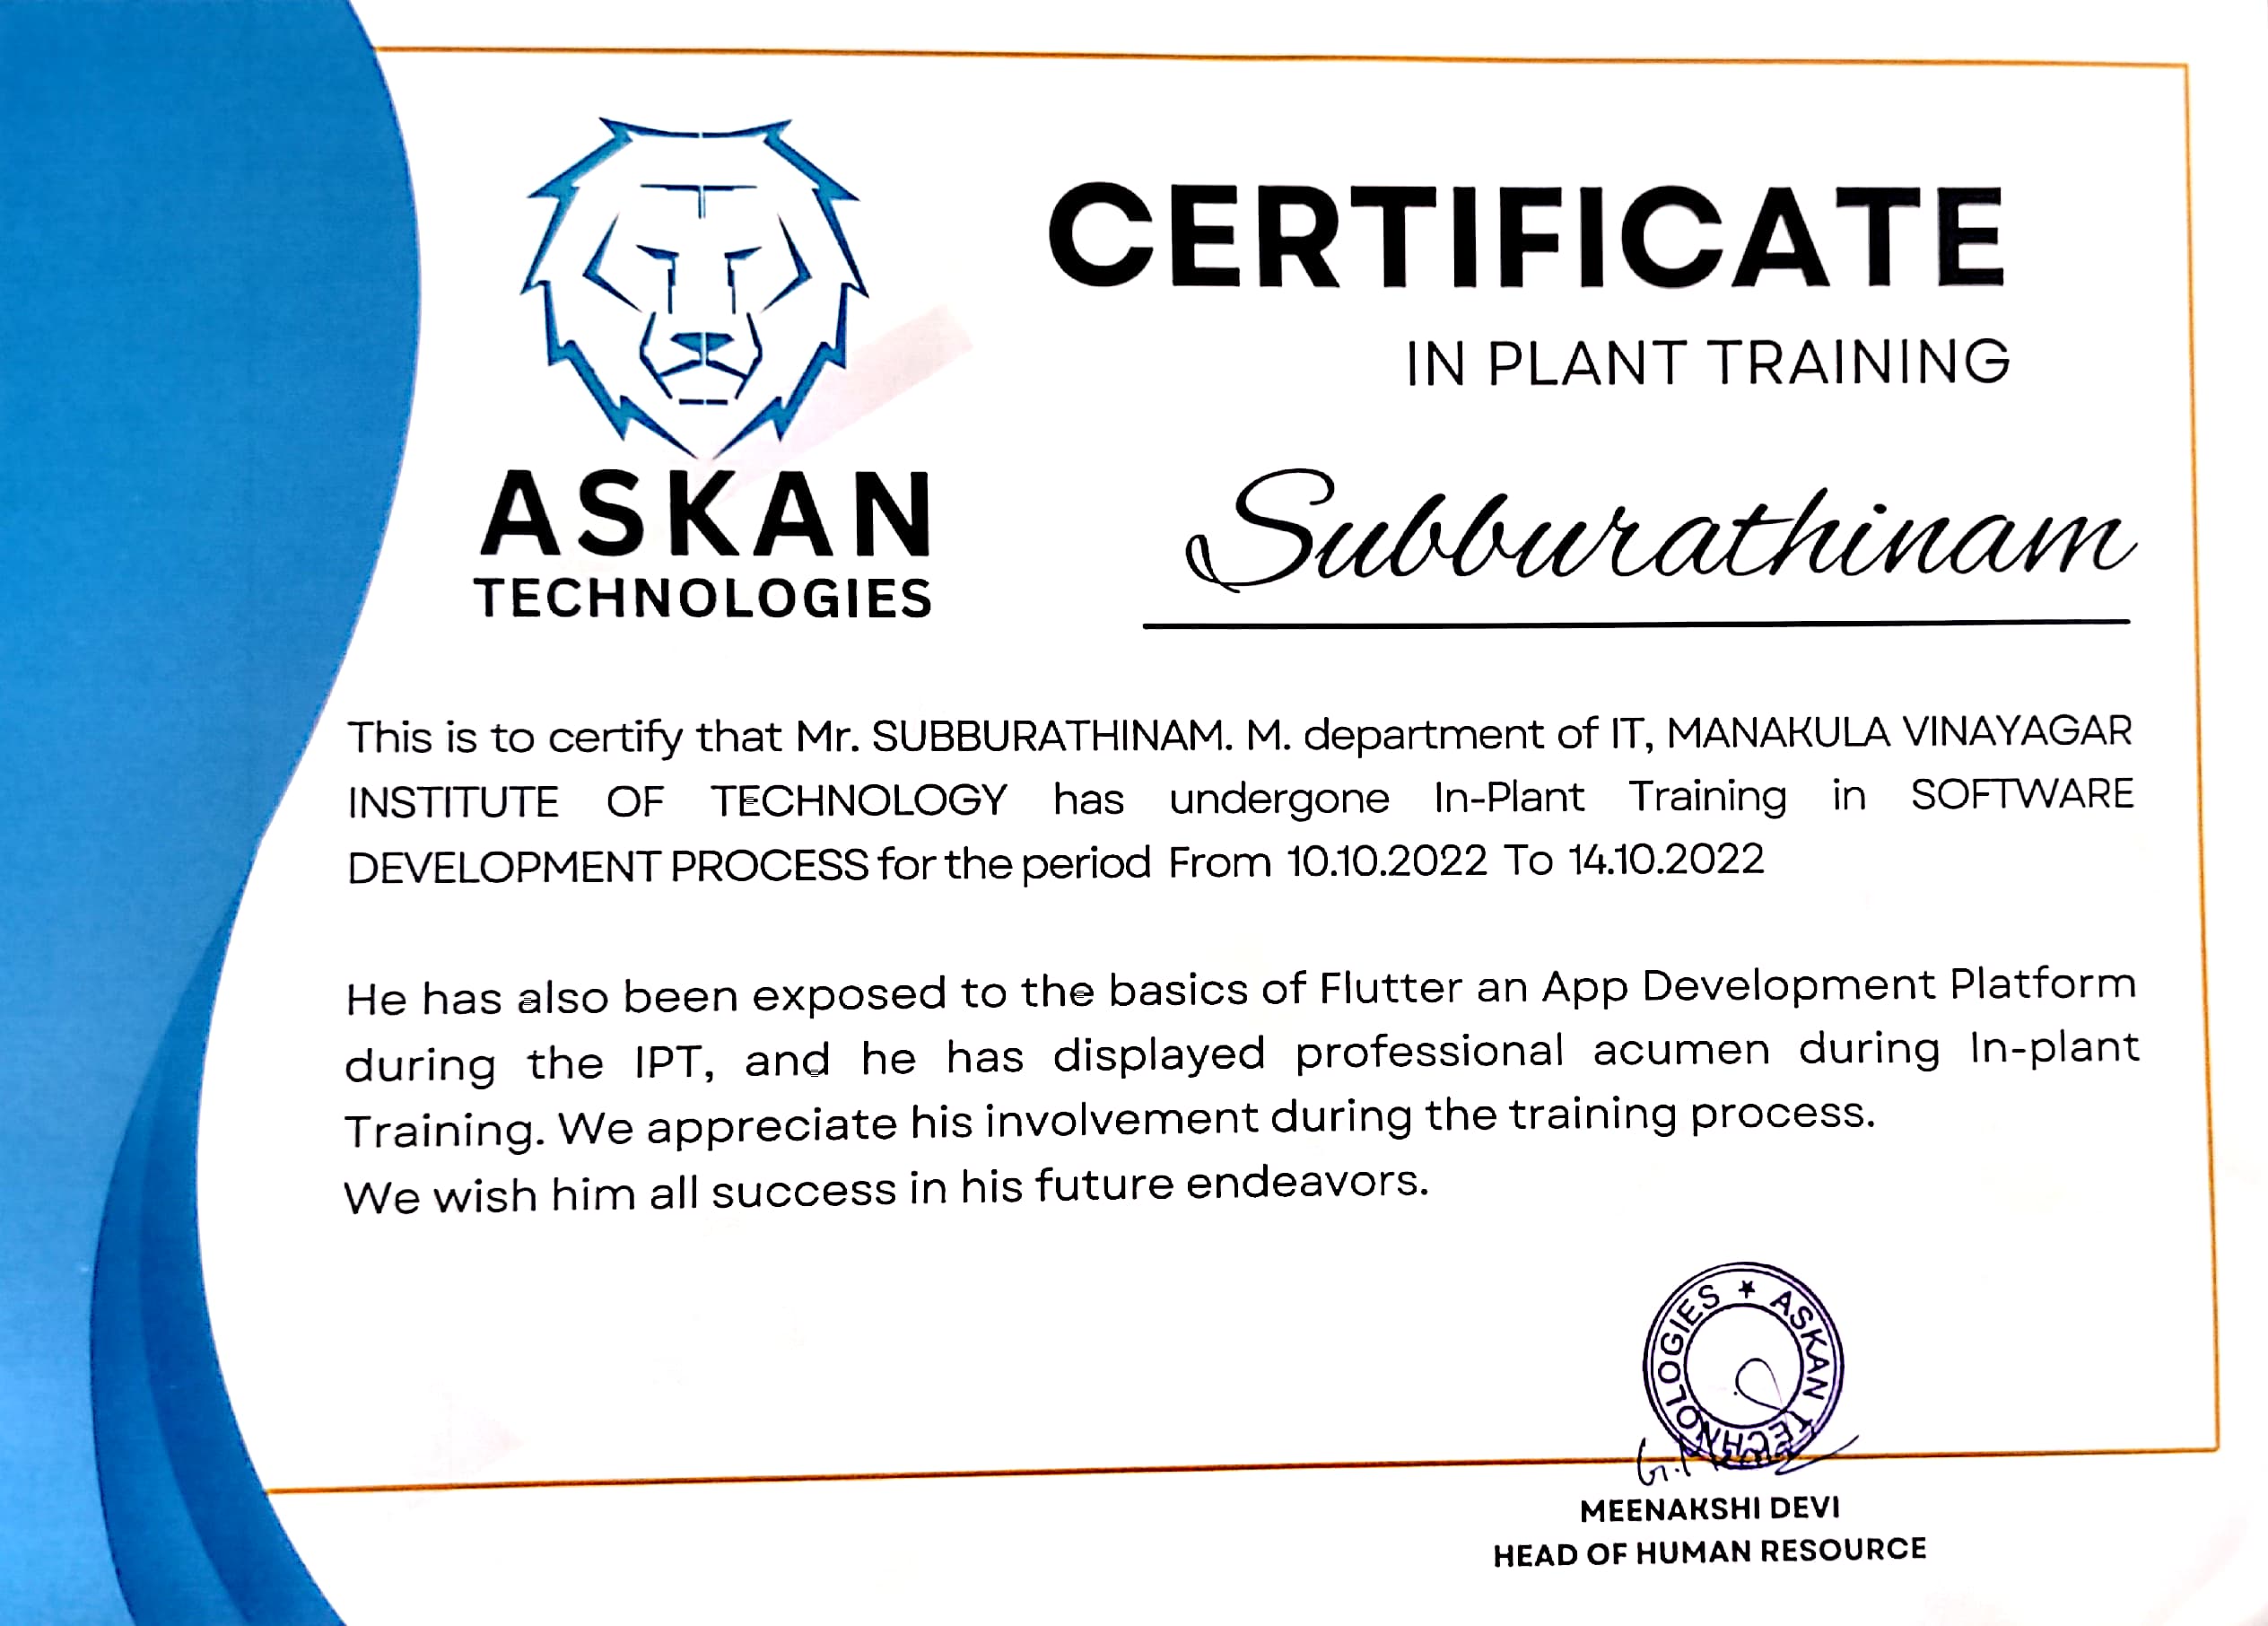 CERTIFICATE
IN PLANT TRAINING
ASKAN
TECHNOLOGIES
Subburathinam
This is to certify that Mr. SUBBURATHINAM. M. department of IT, MANAKULA VINAYAGAR
INSTITUTE OF TECHNOLOGY has undergone In-Plant Training in SOFTWARE
DEVELOPMENT PROCESS for the period From 10.10.2022 To 14.10.2022
He has also been exposed to the basics of Flutter an App Development Platform
during the IPT, and he has displayed professional acumen during In-plant
Training. We appreciate his involvement during the training process.
We wish him all success in his future endeavors.
★ ASKAN TECHNOLOGIES
MEENAKSHI DEVI
HEAD OF HUMAN RESOURCE